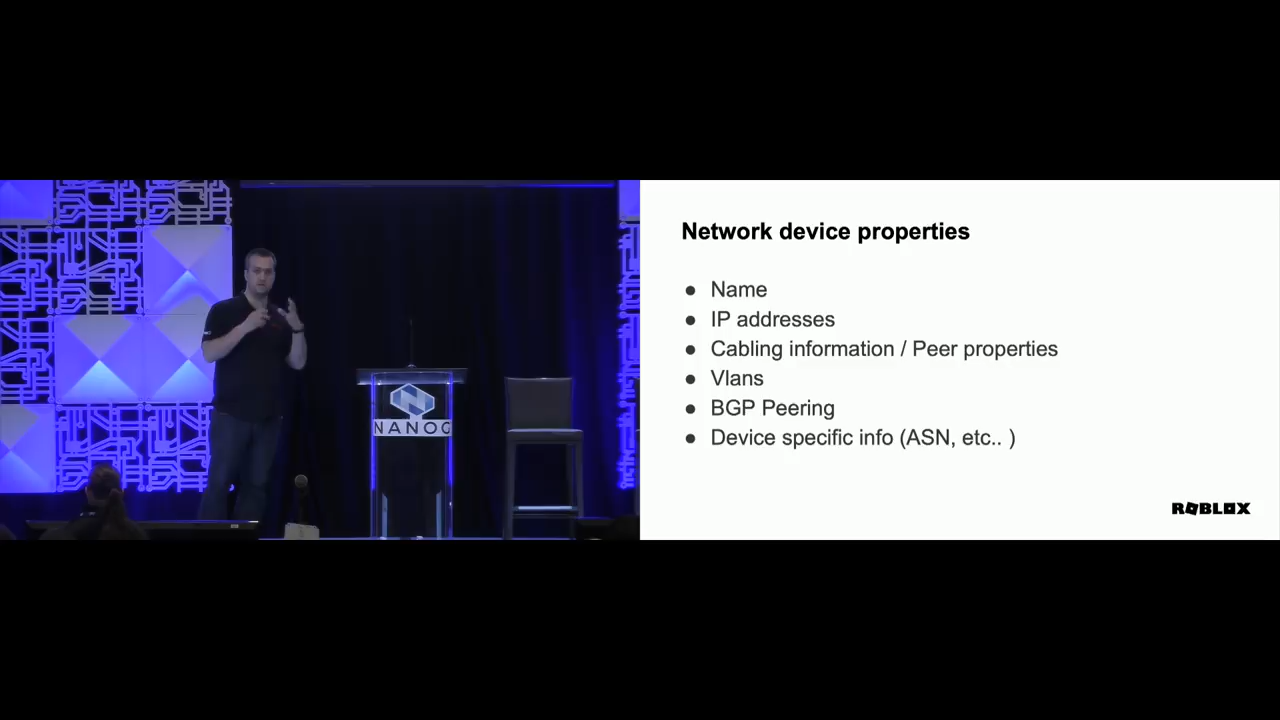 NANOG
Network device properties
● Name
● IP addresses
● Cabling information / Peer properties
● Vlans
● BGP Peering
● Device specific info (ASN, etc.. )
ROBLOX